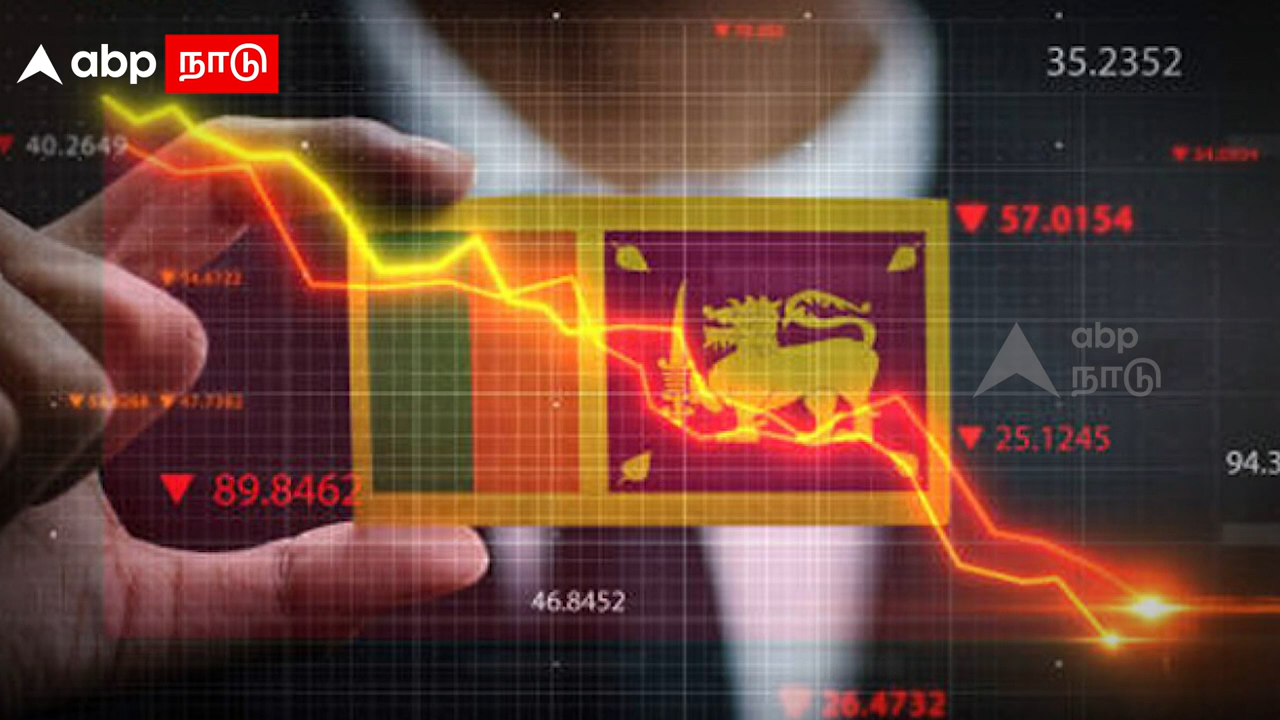 abp நாடு
35.2352
▼ 40.2649
▼ 57.0154
abp
நாடு
▼ 25.1245
94.3
▼ 89.8462
46.8452
▼ 26.4732